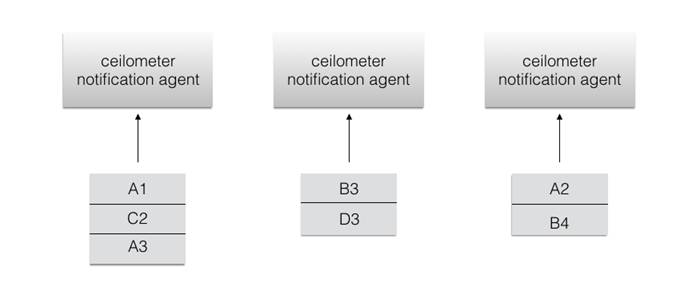 ceilometer
notification agent
ceilometer
notification agent
ceilometer
notification agent
A1
C2
A3
B3
D3
A2
B4